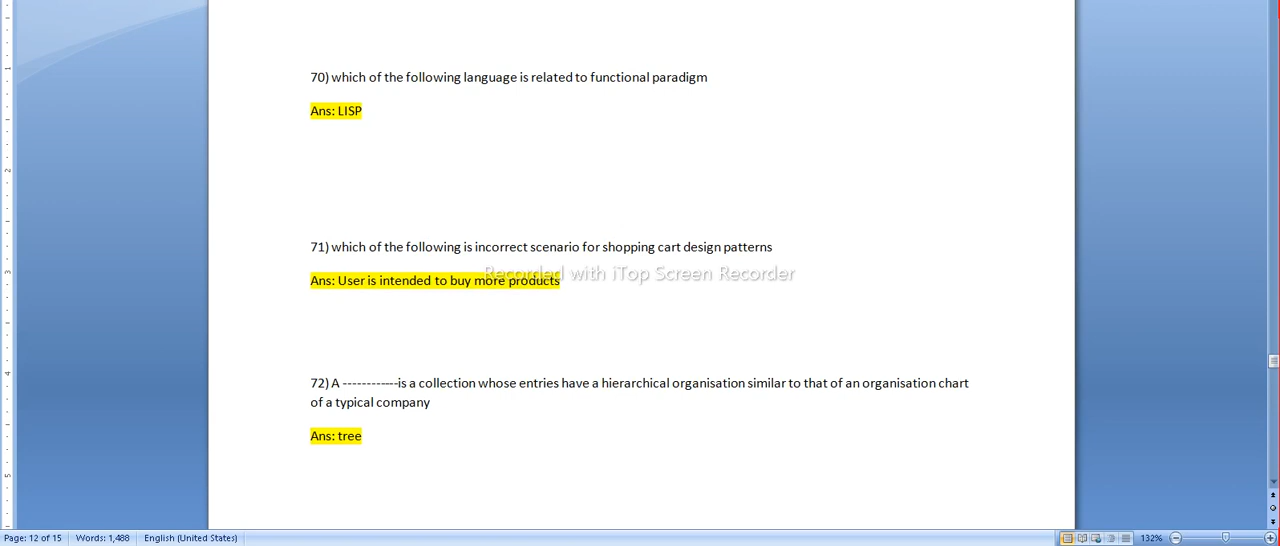 70) which of the following language is related to functional paradigm
Ans: LISP
71) which of the following is incorrect scenario for shopping cart design patterns
Ans: User is intended to buy more products
Recorded with iTop Screen Recorder
72) A ------------is a collection whose entries have a hierarchical organisation similar to that of an organisation chart
of a typical company
Ans: tree
Page: 12 of 15 Words: 1,488 English (United States) 132%